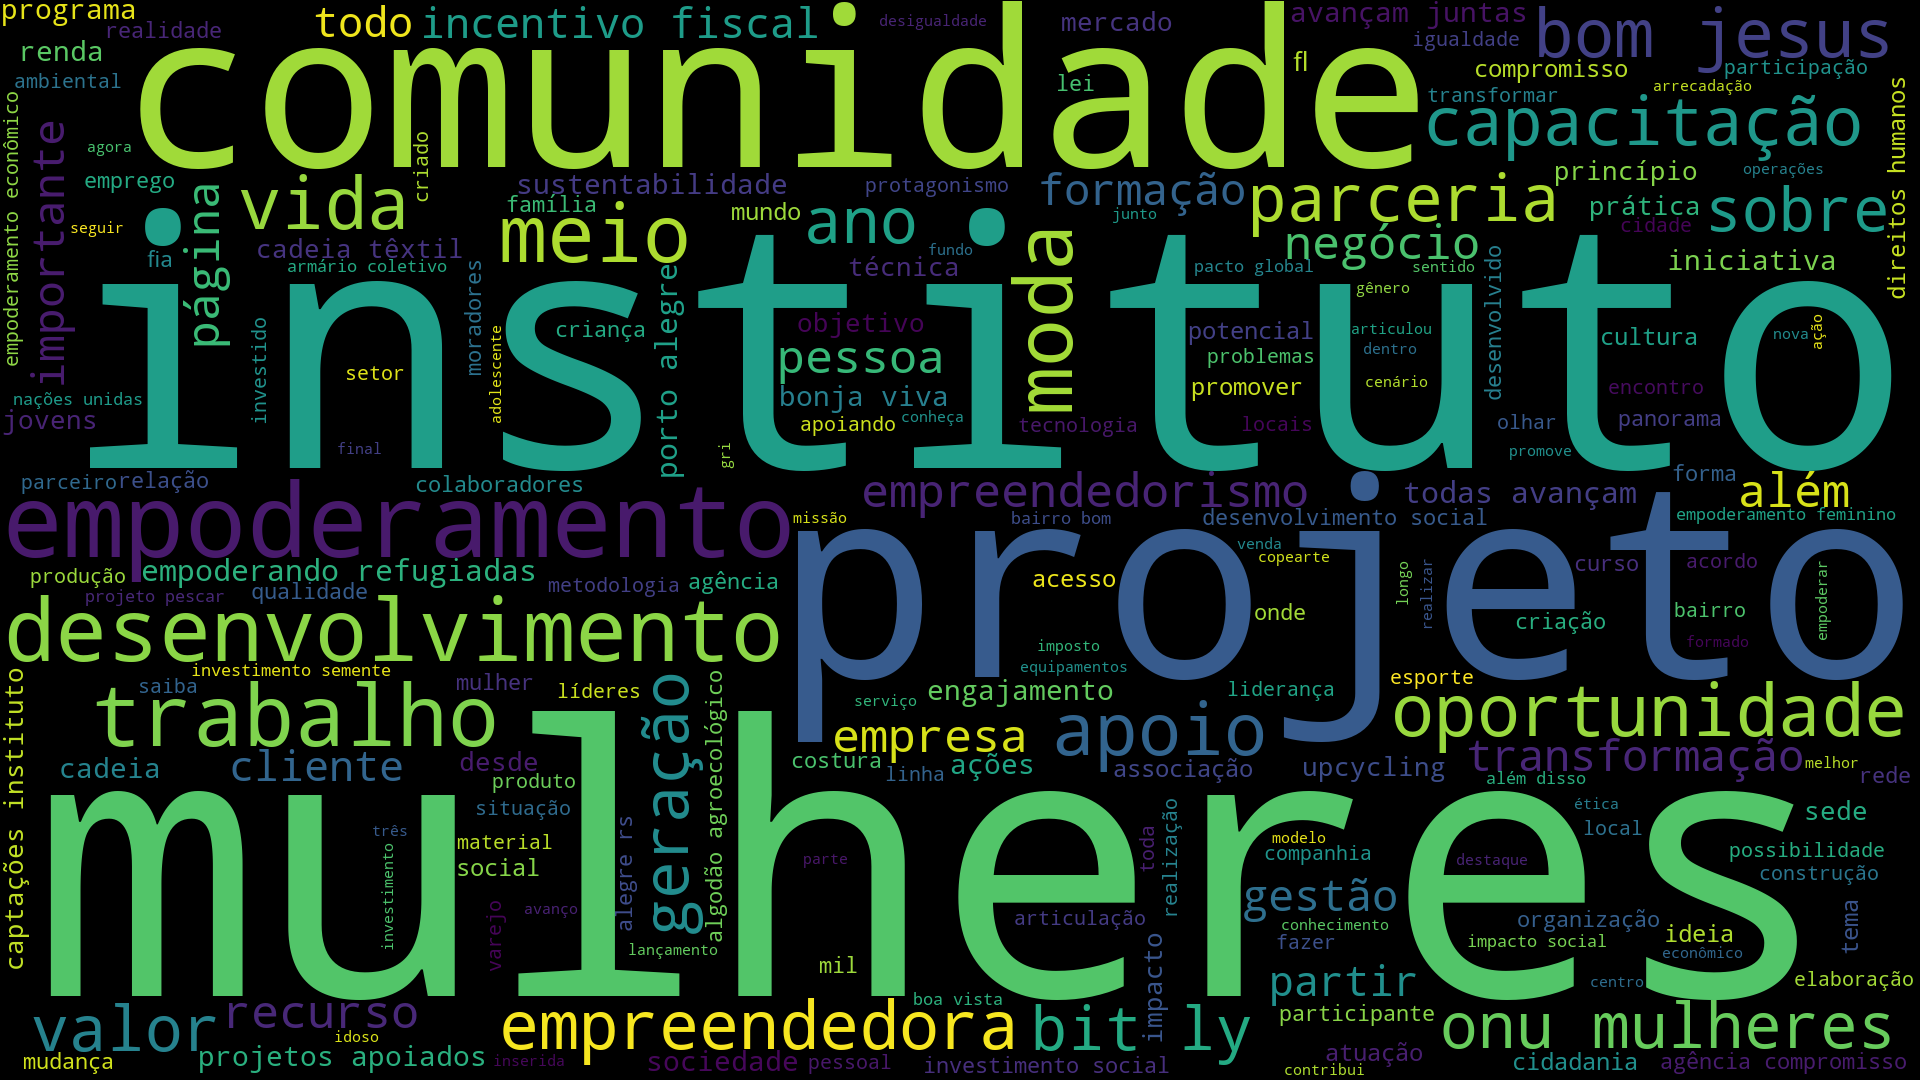 programa
realidade
todo
incentivo fiscal
desigualdade
mercado
avançam juntas
igualdade
bom jesus
renda
ambiental
comunidade
lei
fl
compromisso
participação
transformar
arrecadação
capacitação
empoderamento econômico
importante
agora
emprego
seguir
criado
vida
página
sustentabilidade
família
meio
mundo
protagonismo
ano
formação
junto
parceria
princípio
operações
prática
cidade
sobre
direitos humanos
fia
cadeia têxtil
armário coletivo
moradores
porto alegre
técnica
fundo
moda
negócio
pacto global
sentido
desenvolvido
iniciativa
instituto
investido
setor
final
adolescente
criança
objetivo
pessoa
bonja viva
apoiando
conheça
gri
tecnologia
potencial
problemas
promover
locais
gênero
articulou
dentro
cenário
olhar
promove
cultura
nova
ação
encontro
panorama
nações unidas
jovens
parceiro
relação
colaboradores
empoderamento
empreendedorismo
todas avançam
forma
além
missão
bairro bom
desenvolvimento social
empoderamento feminino
projeto
venda
copearte
acesso
onde
longo
realizar
curso
acordo
criação
bairro
formado
empoderar
produção
empoderando refugiadas
projeto pescar
qualidade
metodologia
agência
desenvolvimento
imposto
equipamentos
investimento semente
saiba
mulher
líderes
geração
algodão agroecológico
serviço
engajamento
liderança
esporte
trabalho
empresa
apoio
oportunidade
captações instituto
cadeia
cliente
desde
produto
costura
linha
ações
associação
upcycling
transformação
além disso
melhor
rede
mulheres
situação
três
investimento
material
social
varejo
avanço
alegre rs
lançamento
parte
mil
articulação
toda
realização
impacto
modelo
companhia
gestão
conhecimento
fazer
partir
destaque
ética
local
sede
possibilidade
construção
organização
impacto social
ideia
econômico
centro
tema
elaboração
valor
recurso
idoso
mudança
projetos apoiados
empreendedora
inserida
boa vista
bit ly
participante
onu mulheres
sociedade
pessoal
investimento social
contribui
atuação
cidadania
agência compromisso